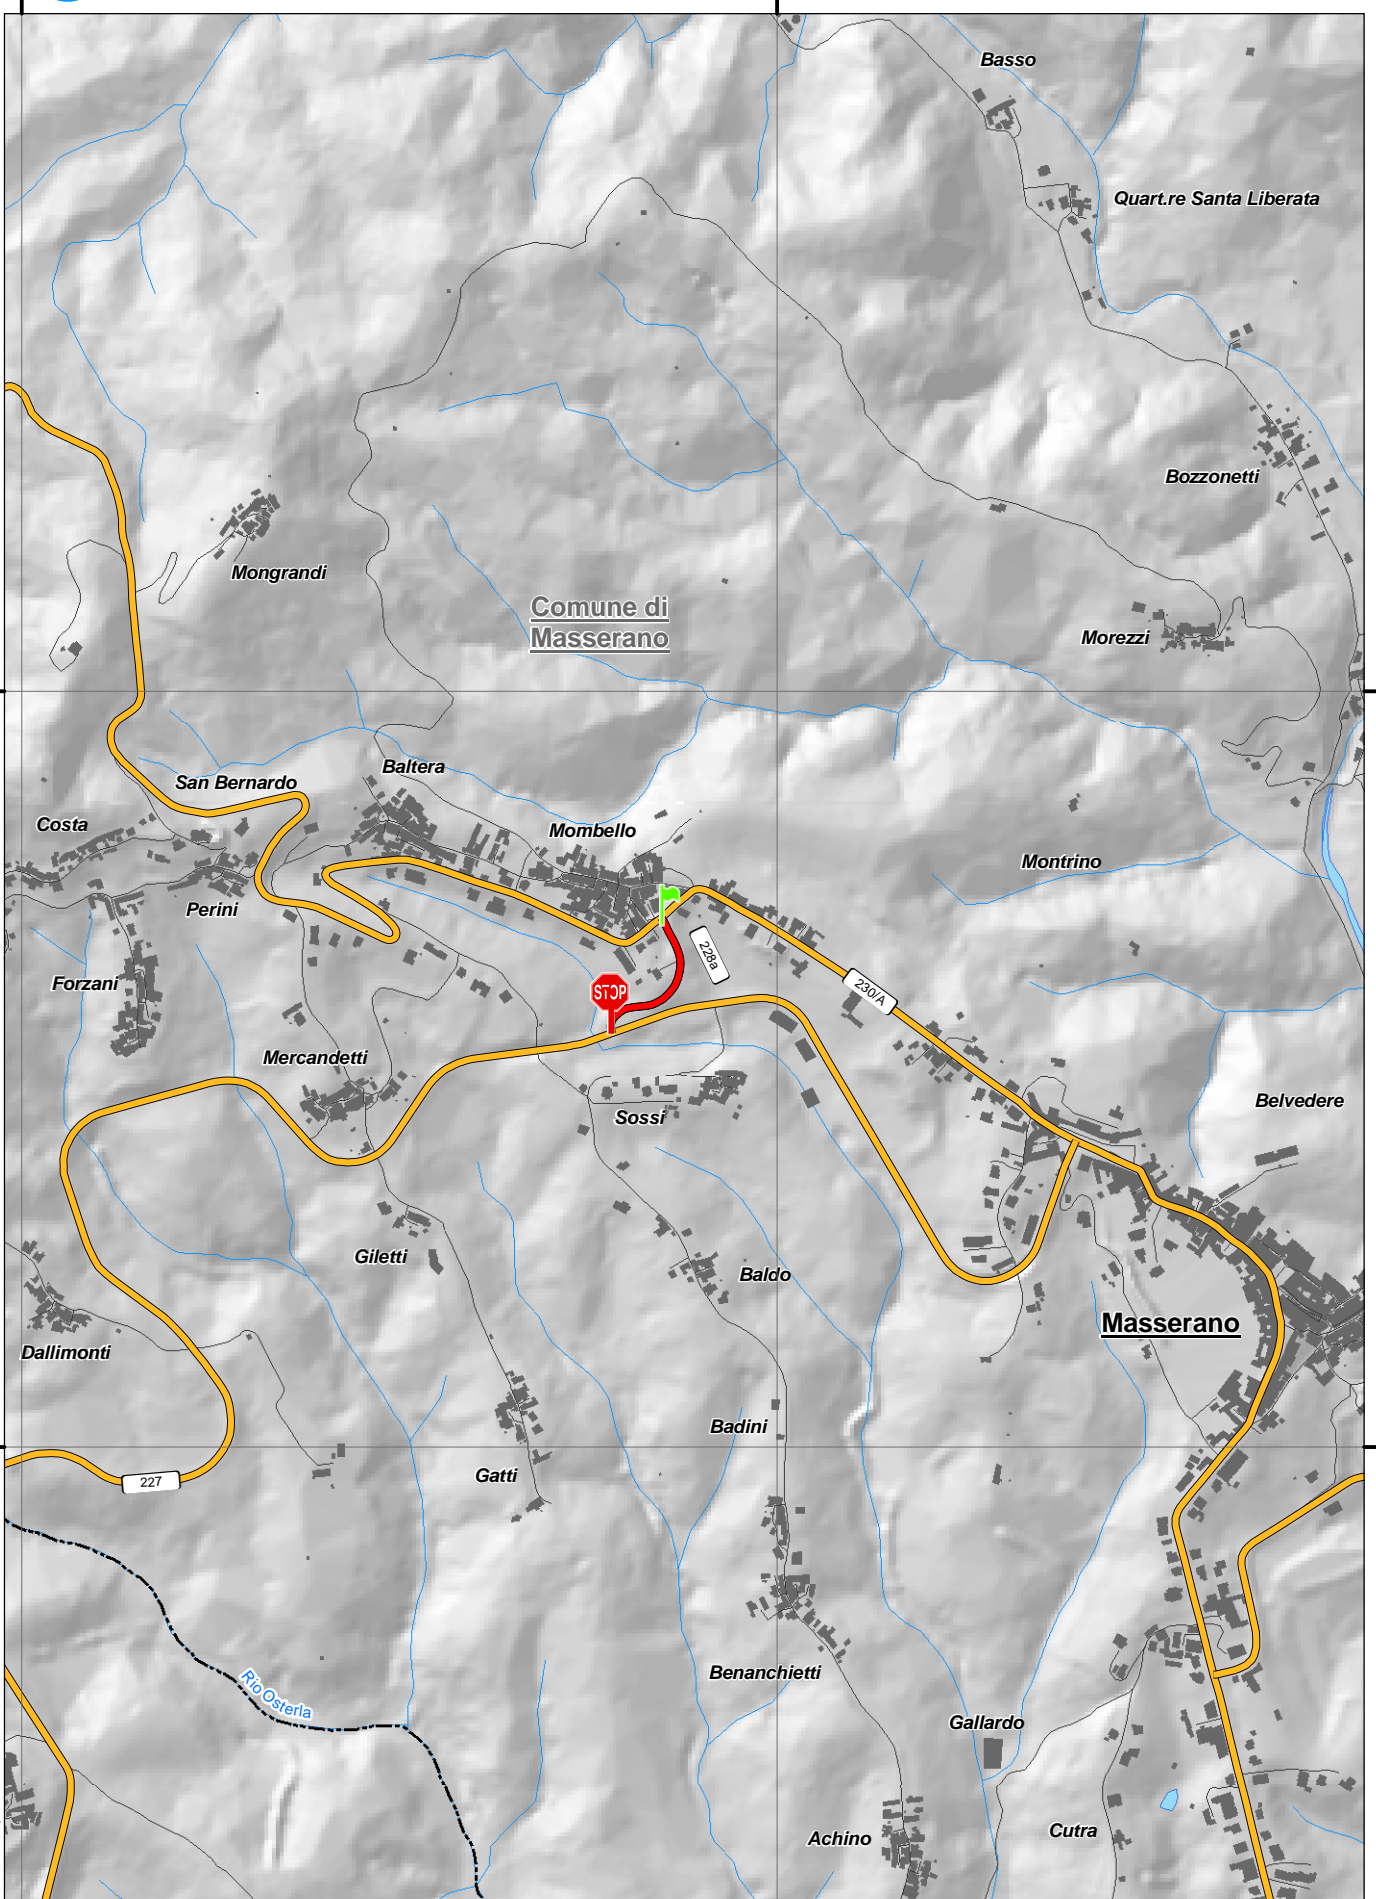 Basso
Quart.re Santa Liberata
Bozzonetti
Mongrandi
Comune di
Masserano
Morezzi
San Bernardo
Baltera
Costa
Mombello
Montrino
Perini
Forzani
228a
230/A
STOP
Mercandetti
Sossi
Belvedere
Giletti
Baldo
Masserano
Dallimonti
Badini
Gatti
227
Rio Osterla
Benanchietti
Gallardo
Achino
Cutra